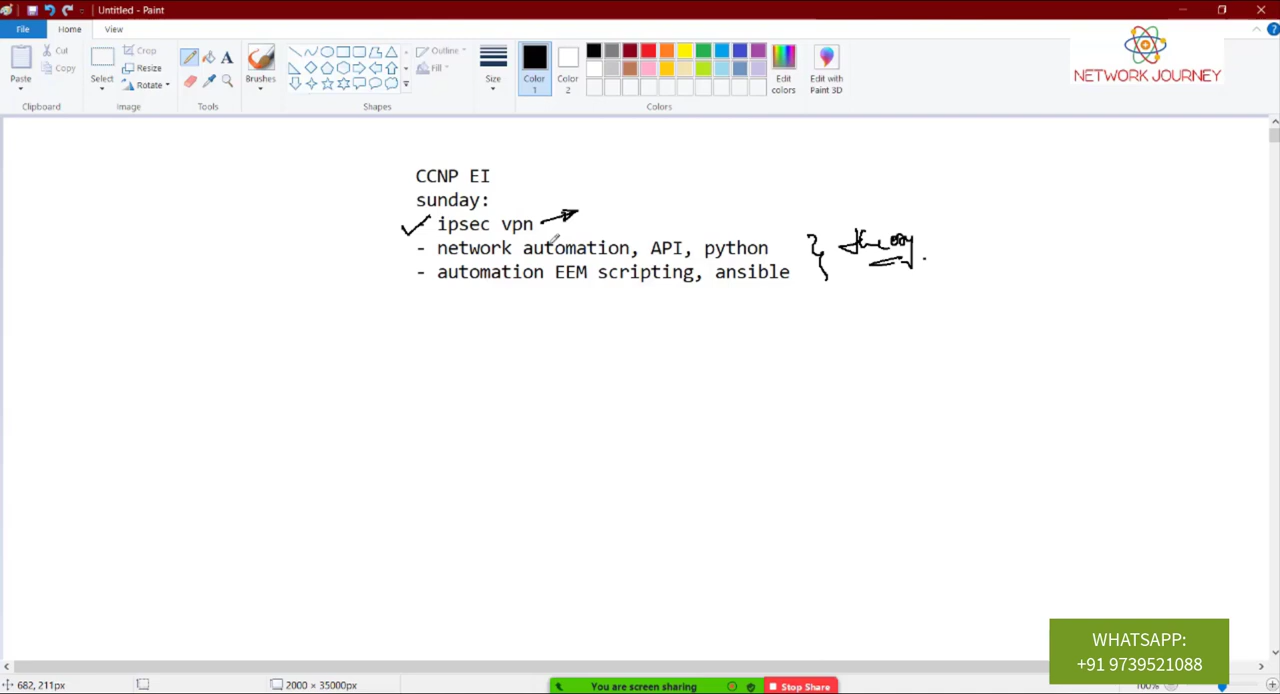 Untitled - Paint
File
Home
View
Paste
Cut
Copy
Clipboard
Select
Crop
Resize
Rotate
Image
Tools
Brushes
Shapes
Outline
Fill
Size
Color 1
Color 2
Edit colors
Edit with Paint 3D
Colors
NETWORK JOURNEY
CCNP EI
sunday:
- ipsec vpn
- network automation, API, python
- automation EEM scripting, ansible
theory.
WHATSAPP:
+91 9739521088
682, 211px
2000 × 35000px
You are screen sharing
Stop Share
100%